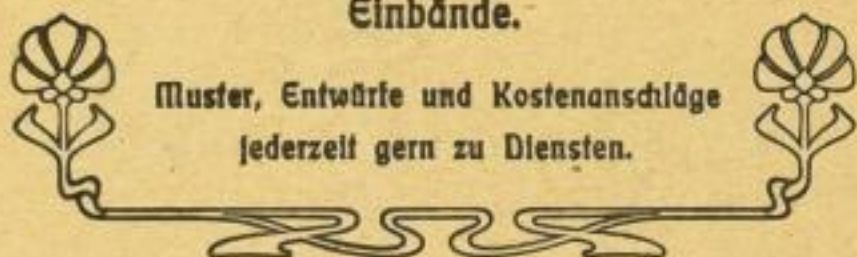 Einbände.
Muster, Entwürfe und Kostenanschläge
jederzeit gern zu Diensten.